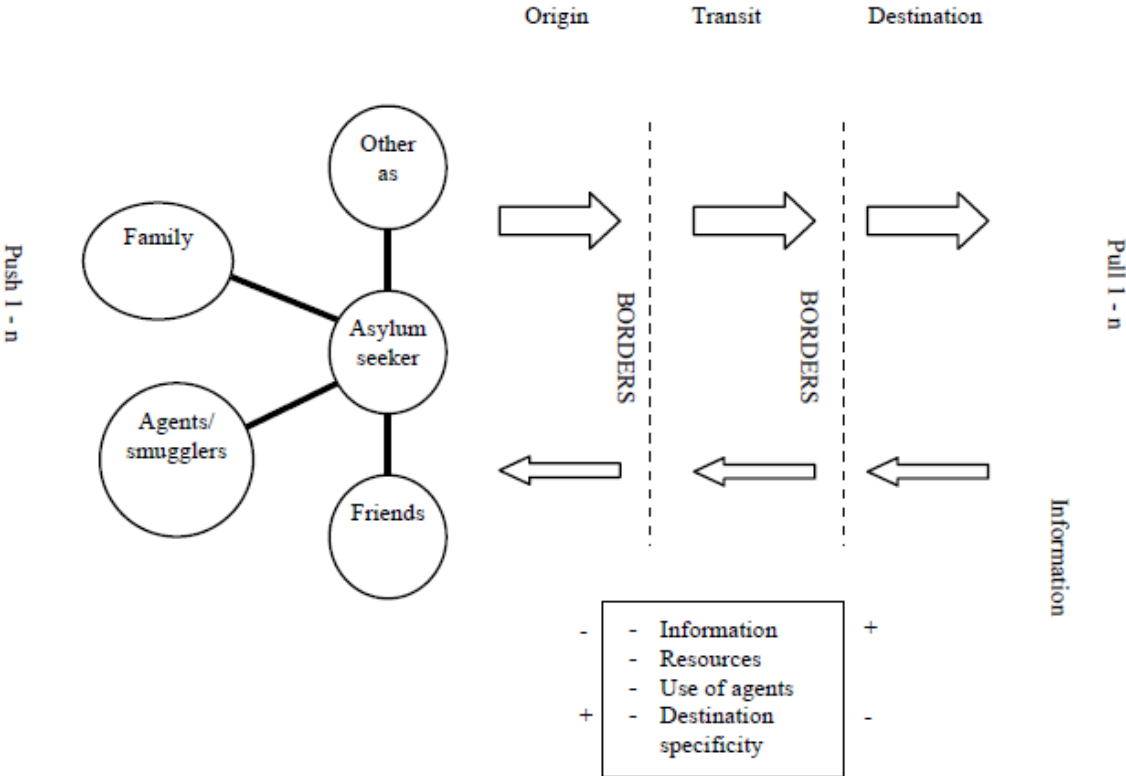 Origin Transit Destination
Other
as
Family
Push 1 - n
Pull 1 - n
Asylum
seeker
BORDERS
BORDERS
Agents/
smugglers
Friends
Information
- - Information +
- Resources
- Use of agents
+ - Destination -
specificity